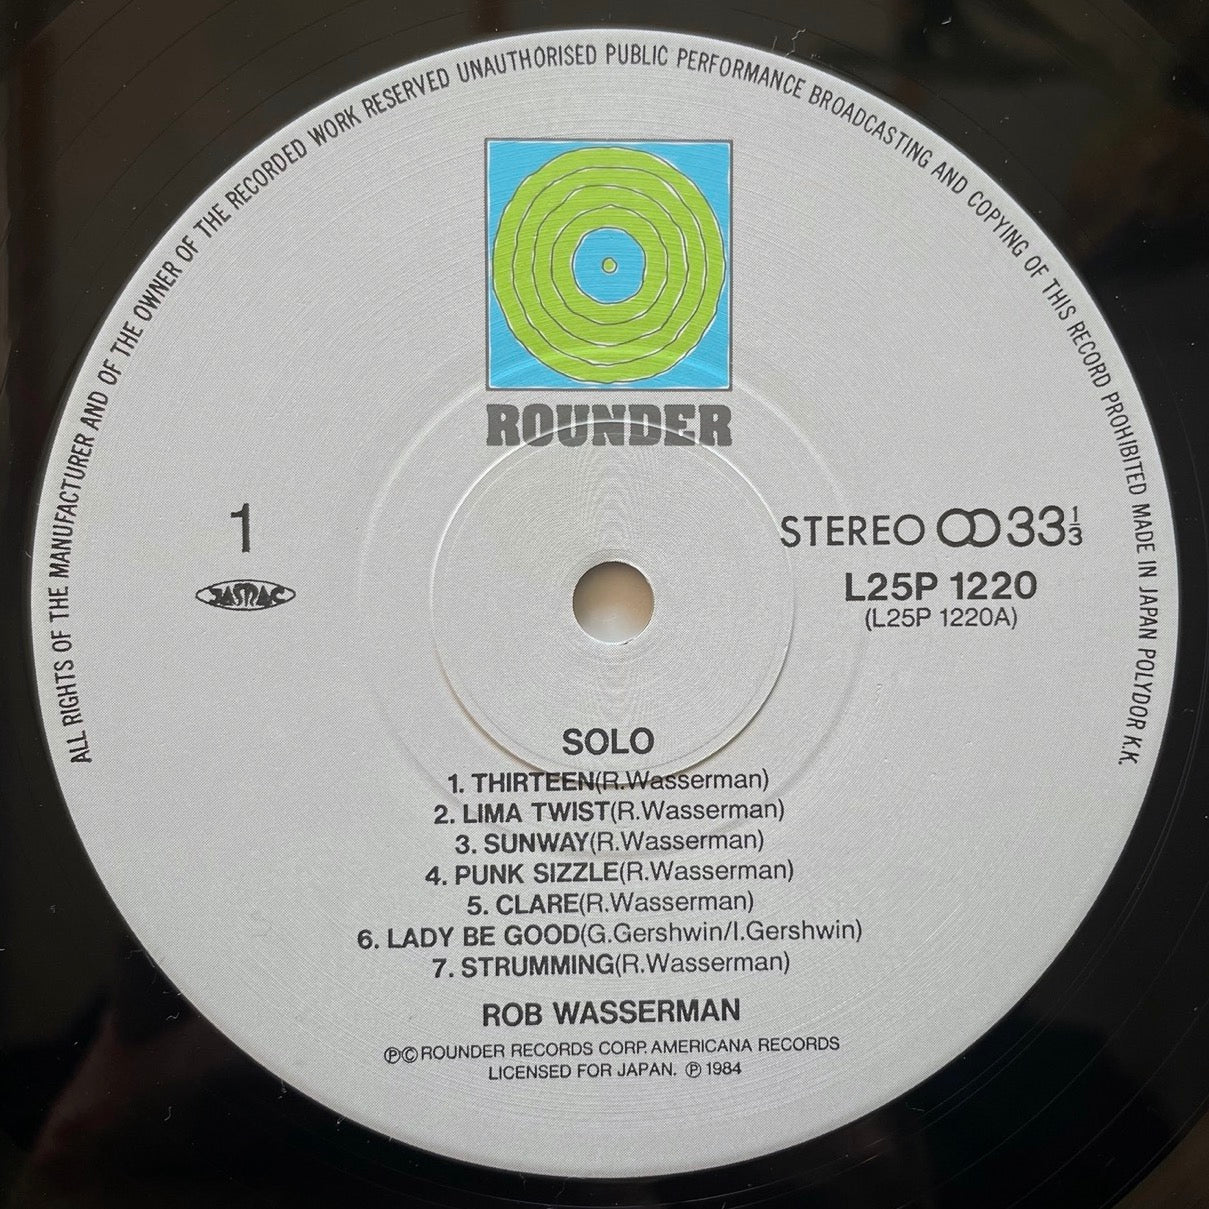 ALL RIGHTS OF THE MANUFACTURER AND OF THE OWNER OF THE RECORDED WORK RESERVED UNAUTHORISED PUBLIC PERFORMANCE BROADCASTING AND COPYING OF THIS RECORD PROHIBITED MADE IN JAPAN POLYDOR K.K.
ROUNDER
1
JASRAC
STEREO 33 1/3
L25P 1220
(L25P 1220A)
SOLO
1. THIRTEEN(R.Wasserman)
2. LIMA TWIST(R.Wasserman)
3. SUNWAY(R.Wasserman)
4. PUNK SIZZLE(R.Wasserman)
5. CLARE(R.Wasserman)
6. LADY BE GOOD(G.Gershwin/I.Gershwin)
7. STRUMMING(R.Wasserman)
ROB WASSERMAN
ⓅⒸROUNDER RECORDS CORP. AMERICANA RECORDS
LICENSED FOR JAPAN. Ⓟ 1984